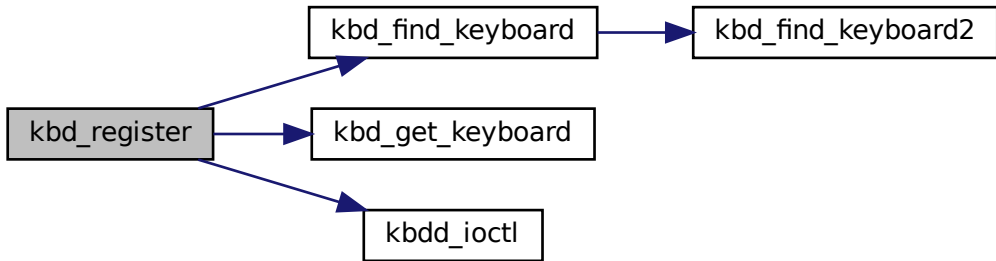 kbd_find_keyboard
kbd_find_keyboard2
kbd_register
kbd_get_keyboard
kbdd_ioctl